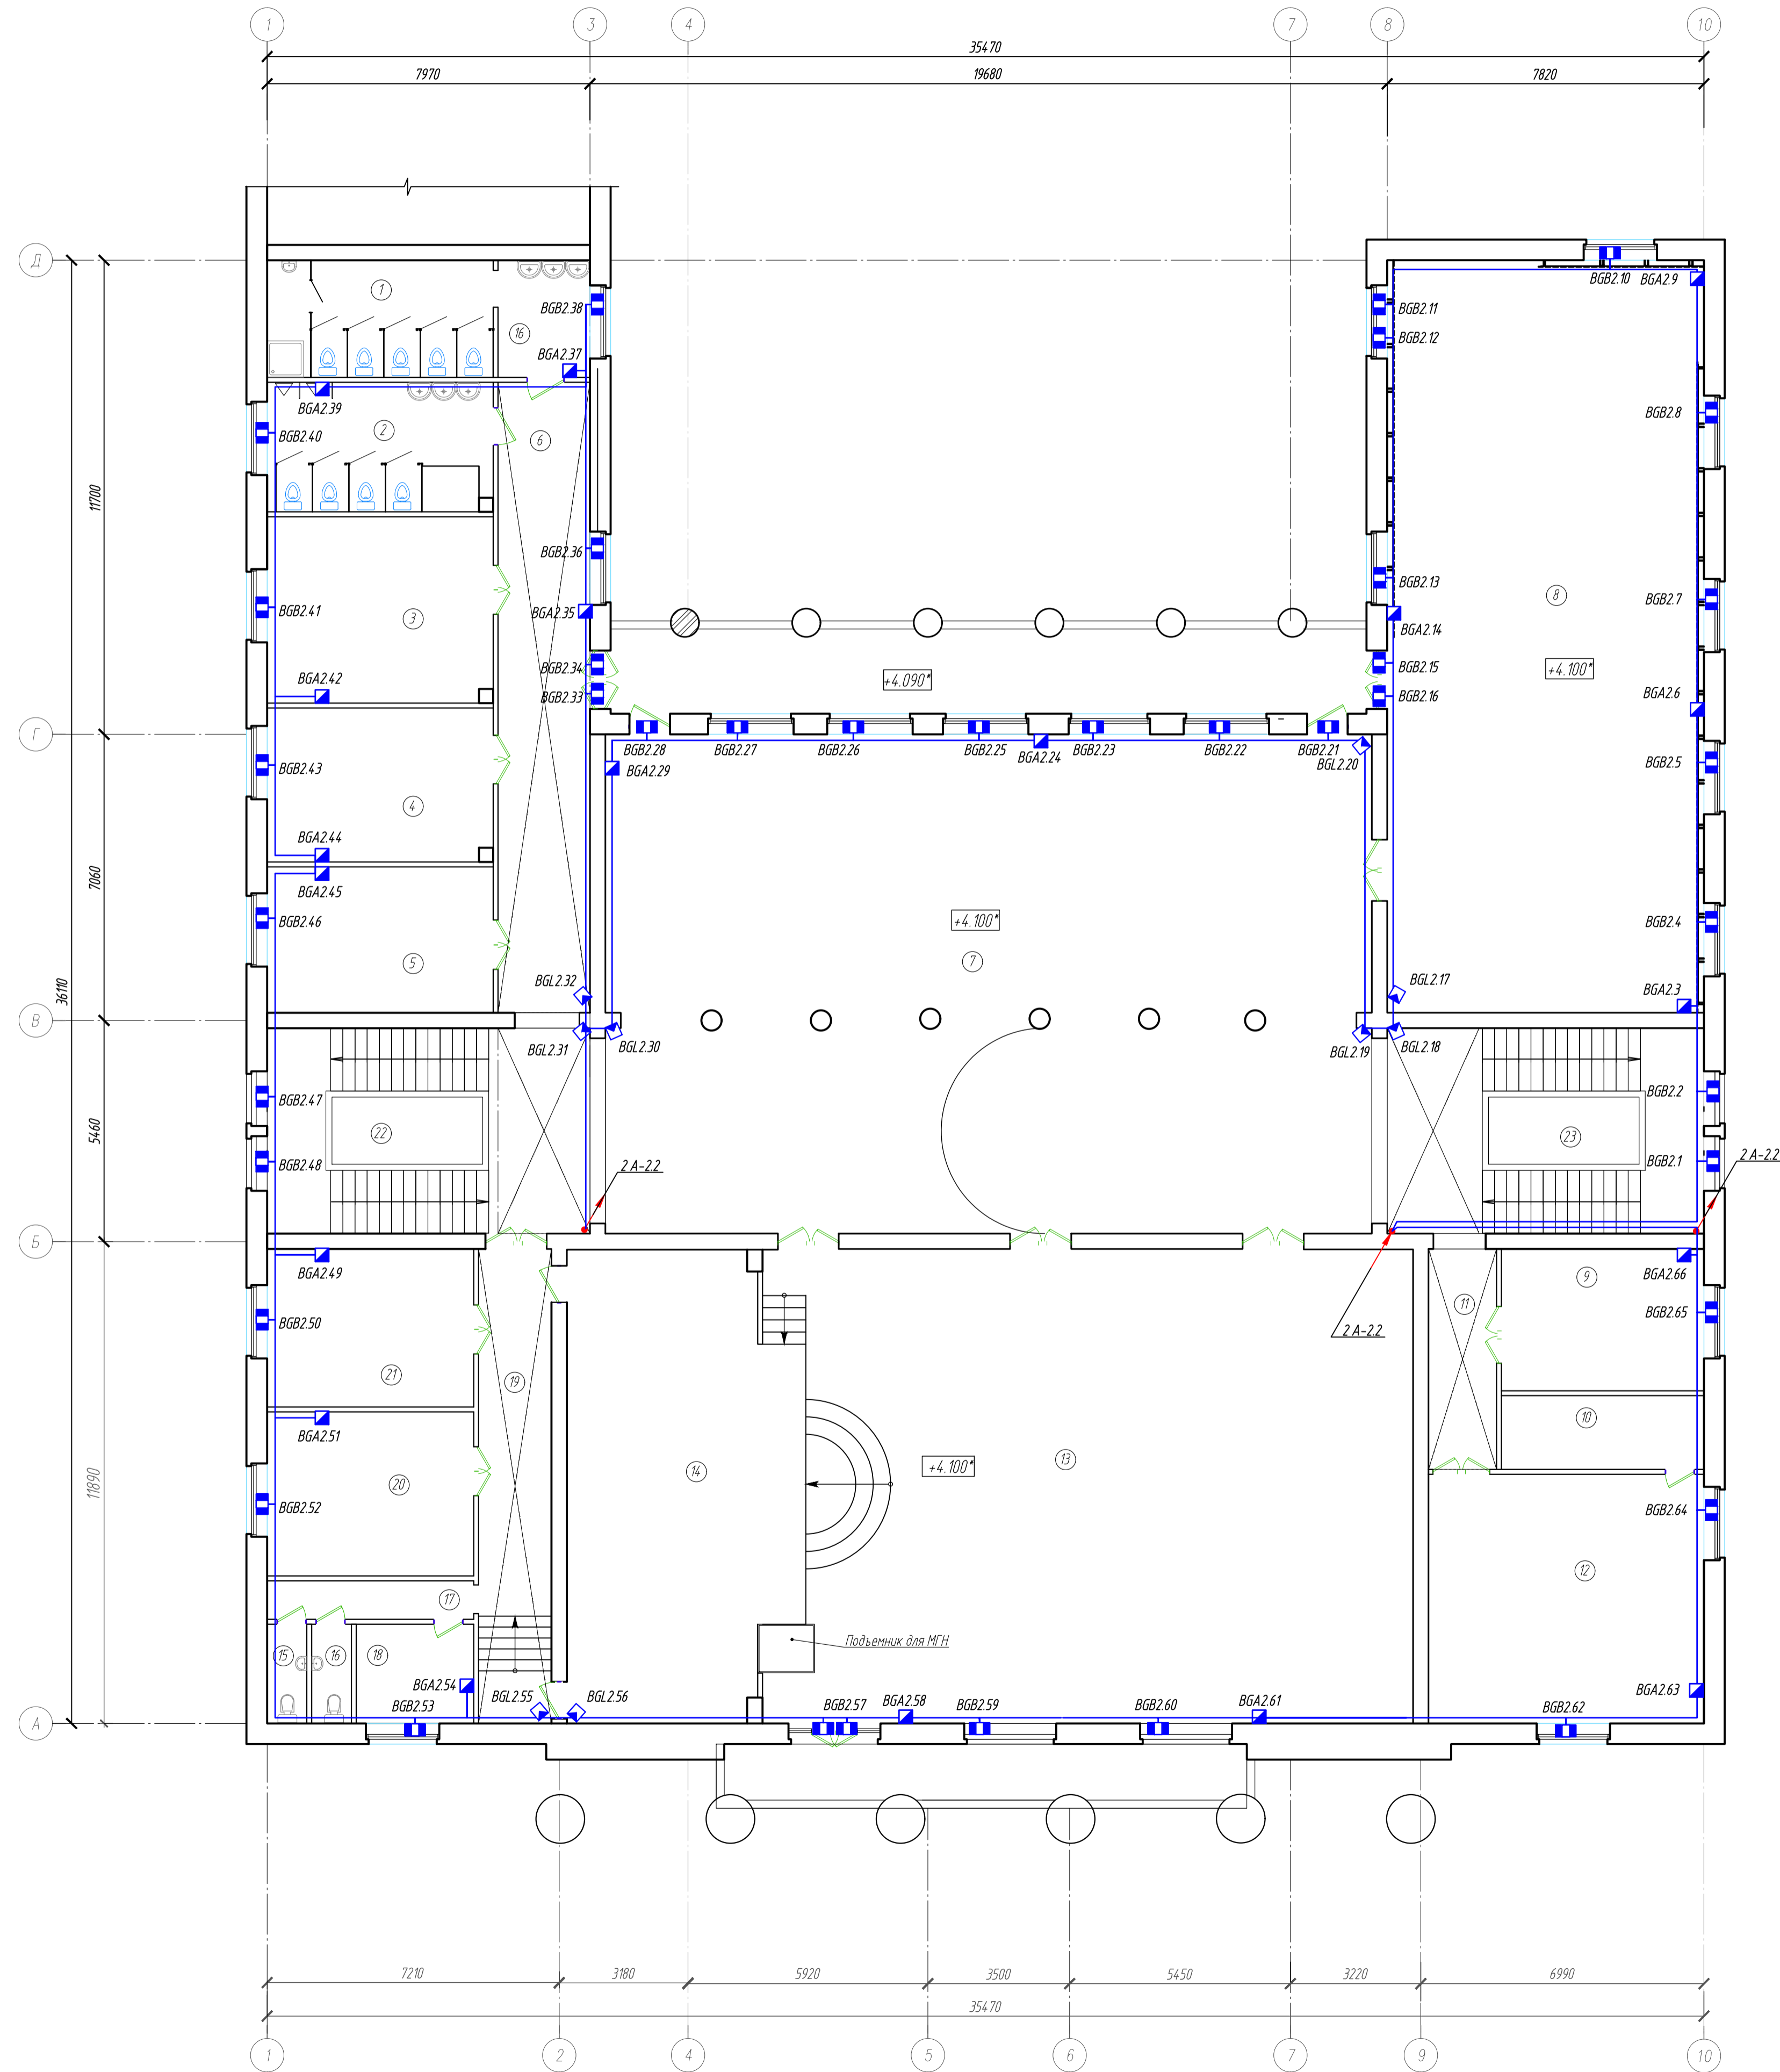 1 3 4 7 8 10
35470
7970 19680 7820
Д
1
16
BGB2.38
BGA2.37
BGB2.10 BGA2.9
BGB2.11
BGB2.12
BGA2.39
BGB2.40
2
6
BGB2.8
11700
BGB2.36
BGB2.13
BGB2.41
3
BGA2.35
BGA2.14
8
BGB2.7
BGB2.34
BGB2.33
+4.090*
BGB2.15
BGB2.16
+4.100*
BGA2.42
BGA2.6
Г
BGB2.28 BGB2.27 BGB2.26 BGB2.25 BGA2.24 BGB2.23 BGB2.22 BGB2.21
BGL2.20
BGA2.29
BGB2.43
BGB2.5
4
BGA2.44
BGA2.45
7060
BGB2.46
+4.100*
BGB2.4
5
7
36110
BGL2.32
BGL2.17
BGA2.3
В
BGL2.31 BGL2.30
BGL2.19 BGL2.18
BGB2.47
BGB2.2
5460
22
23
BGB2.48
BGB2.1
2 А-2.2
2 А-2.2
Б
BGA2.49
BGA2.66
9
11
BGB2.50
BGB2.65
2 А-2.2
21
19
BGA2.51
10
11890
20
14
+4.100*
13
BGB2.52
BGB2.64
12
17
15 16 18
Подъемник для МГН
BGA2.54
BGB2.53
BGL2.55 BGL2.56
BGB2.57 BGA2.58 BGB2.59 BGB2.60 BGA2.61
BGB2.62
BGA2.63
А
7210 3180 5920 3500 5450 3220 6990
35470
1 2 4 5 6 7 9 10